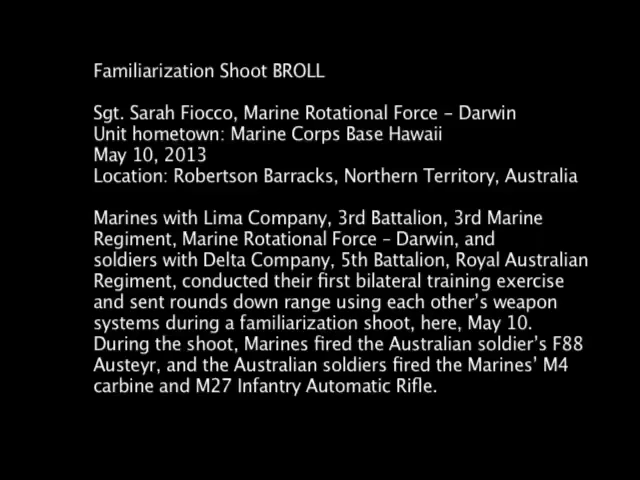 Familiarization Shoot BROLL
Sgt. Sarah Fiocco, Marine Rotational Force – Darwin
Unit hometown: Marine Corps Base Hawaii
May 10, 2013
Location: Robertson Barracks, Northern Territory, Australia
Marines with Lima Company, 3rd Battalion, 3rd Marine
Regiment, Marine Rotational Force – Darwin, and
soldiers with Delta Company, 5th Battalion, Royal Australian
Regiment, conducted their first bilateral training exercise
and sent rounds down range using each other’s weapon
systems during a familiarization shoot, here, May 10.
During the shoot, Marines fired the Australian soldier’s F88
Austeyr, and the Australian soldiers fired the Marines’ M4
carbine and M27 Infantry Automatic Rifle.